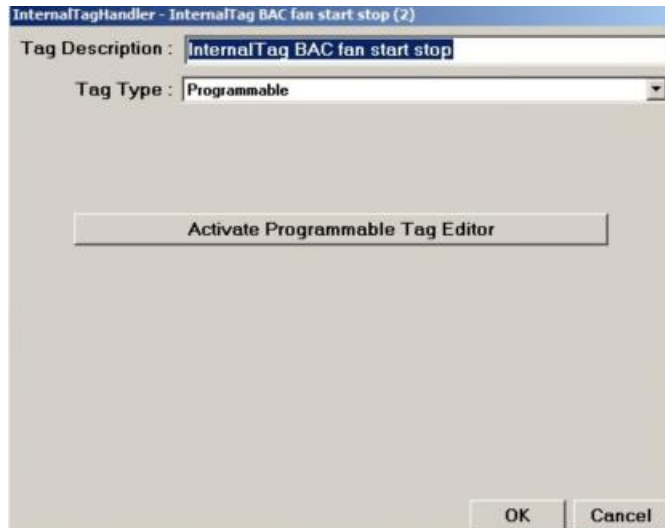 InternalTagHandler - InternalTag BAC fan start stop (2)
Tag Description : InternalTag BAC fan start stop
Tag Type : Programmable
Activate Programmable Tag Editor
OK Cancel